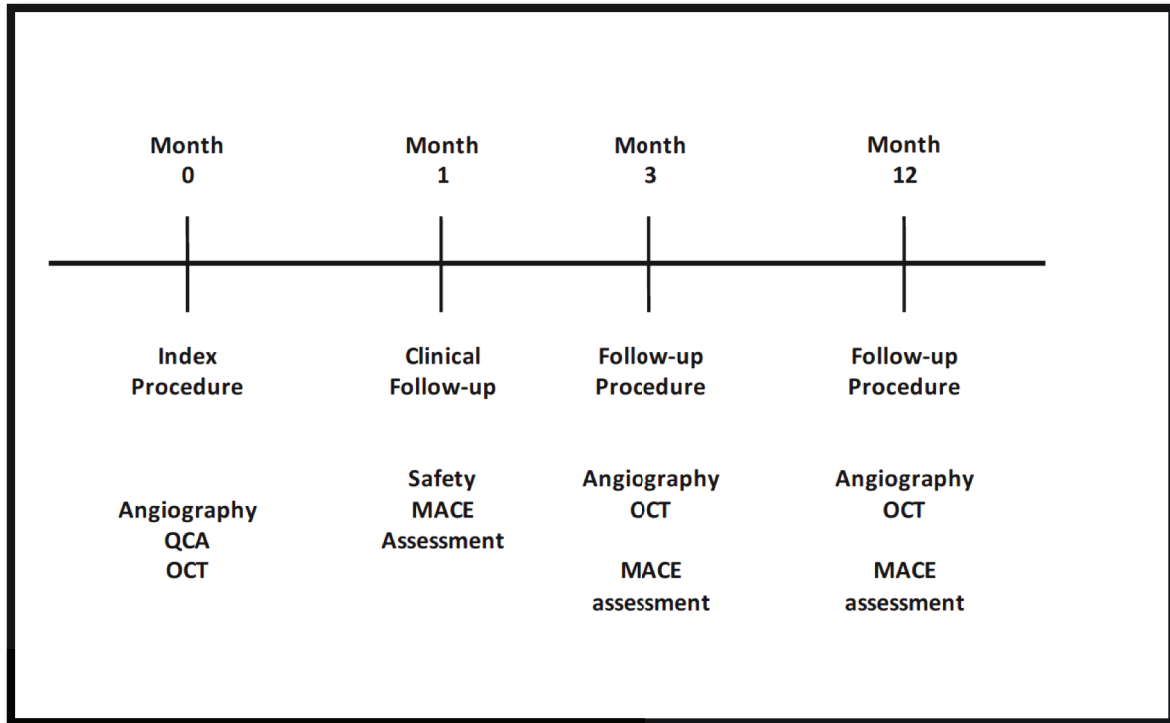 Month
0
Month
1
Month
3
Month
12
Index
Procedure
Clinical
Follow-up
Follow-up
Procedure
Follow-up
Procedure
Angiography
QCA
OCT
Safety
MACE
Assessment
Angiography
OCT
MACE
assessment
Angiography
OCT
MACE
assessment